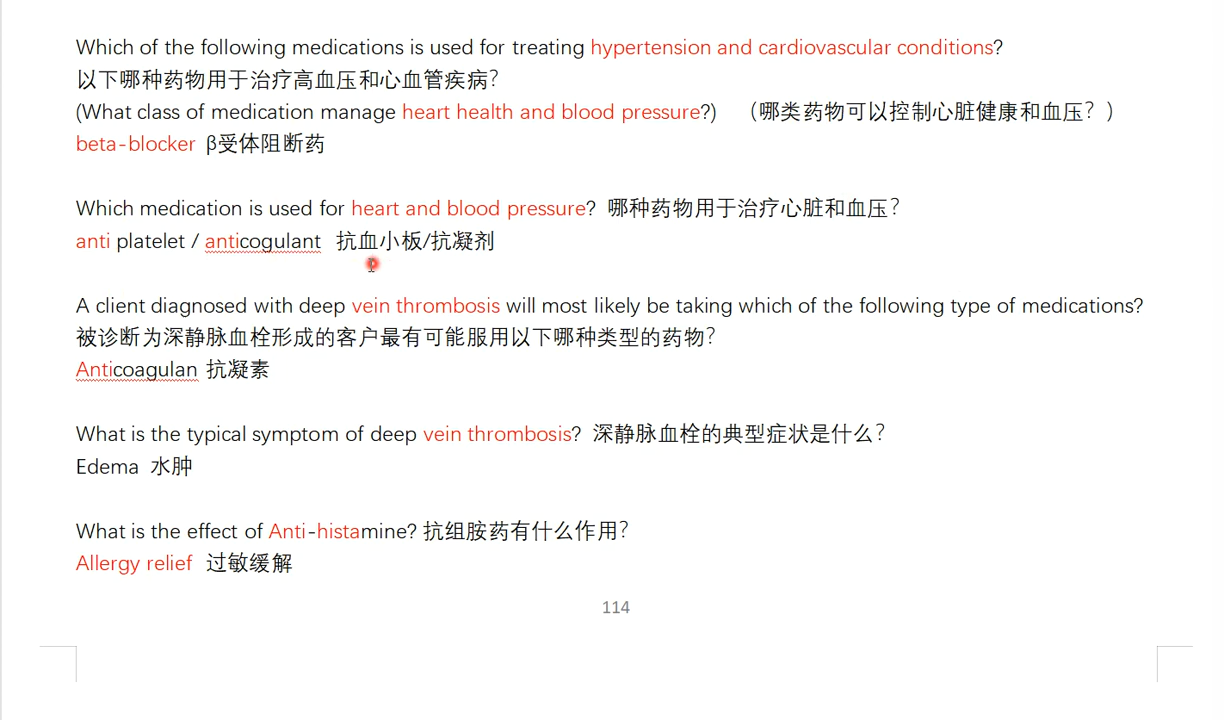 Which of the following medications is used for treating hypertension and cardiovascular conditions?
以下哪种药物用于治疗高血压和心血管疾病？
(What class of medication manage heart health and blood pressure?) （哪类药物可以控制心脏健康和血压？）
beta-blocker β受体阻断药
Which medication is used for heart and blood pressure? 哪种药物用于治疗心脏和血压？
anti platelet / anticogulant 抗血小板/抗凝剂
A client diagnosed with deep vein thrombosis will most likely be taking which of the following type of medications?
被诊断为深静脉血栓形成的客户最有可能服用以下哪种类型的药物？
Anticoagulan 抗凝素
What is the typical symptom of deep vein thrombosis? 深静脉血栓的典型症状是什么？
Edema 水肿
What is the effect of Anti-histamine? 抗组胺药有什么作用？
Allergy relief 过敏缓解
114